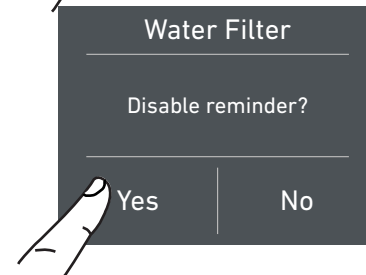 Water Filter
Disable reminder?
Yes No